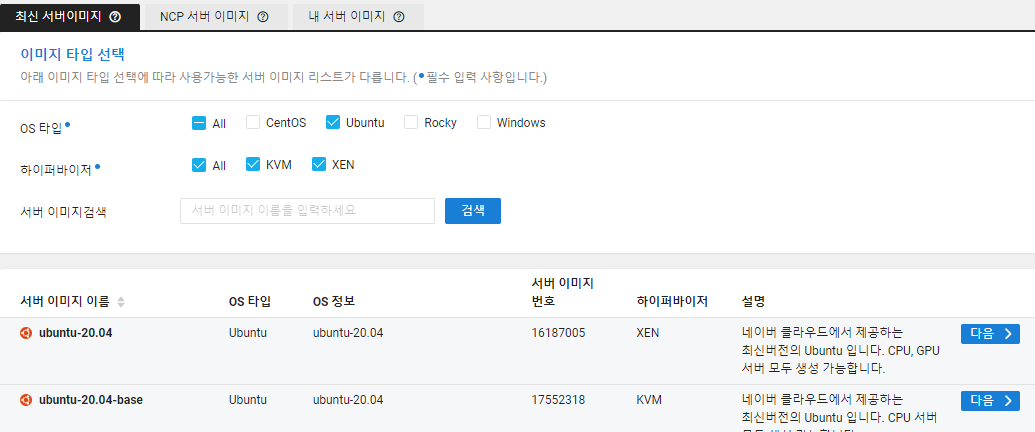 최신 서버이미지 NCP 서버 이미지 내 서버 이미지
이미지 타입 선택
아래 이미지 타입 선택에 따라 사용가능한 서버 이미지 리스트가 다릅니다. (•필수 입력 사항입니다.)
OS 타입• All CentOS Ubuntu Rocky Windows
하이퍼바이저• All KVM XEN
서버 이미지검색 서버 이미지 이름을 입력하세요 검색
서버 이미지 이름 OS 타입 OS 정보 서버 이미지 번호 하이퍼바이저 설명
ubuntu-20.04 Ubuntu ubuntu-20.04 16187005 XEN 네이버 클라우드에서 제공하는 다음
최신버전의 Ubuntu 입니다. CPU, GPU
서버 모두 생성 가능합니다.
ubuntu-20.04-base Ubuntu ubuntu-20.04 17552318 KVM 네이버 클라우드에서 제공하는 다음
최신버전의 Ubuntu 입니다. CPU 서버